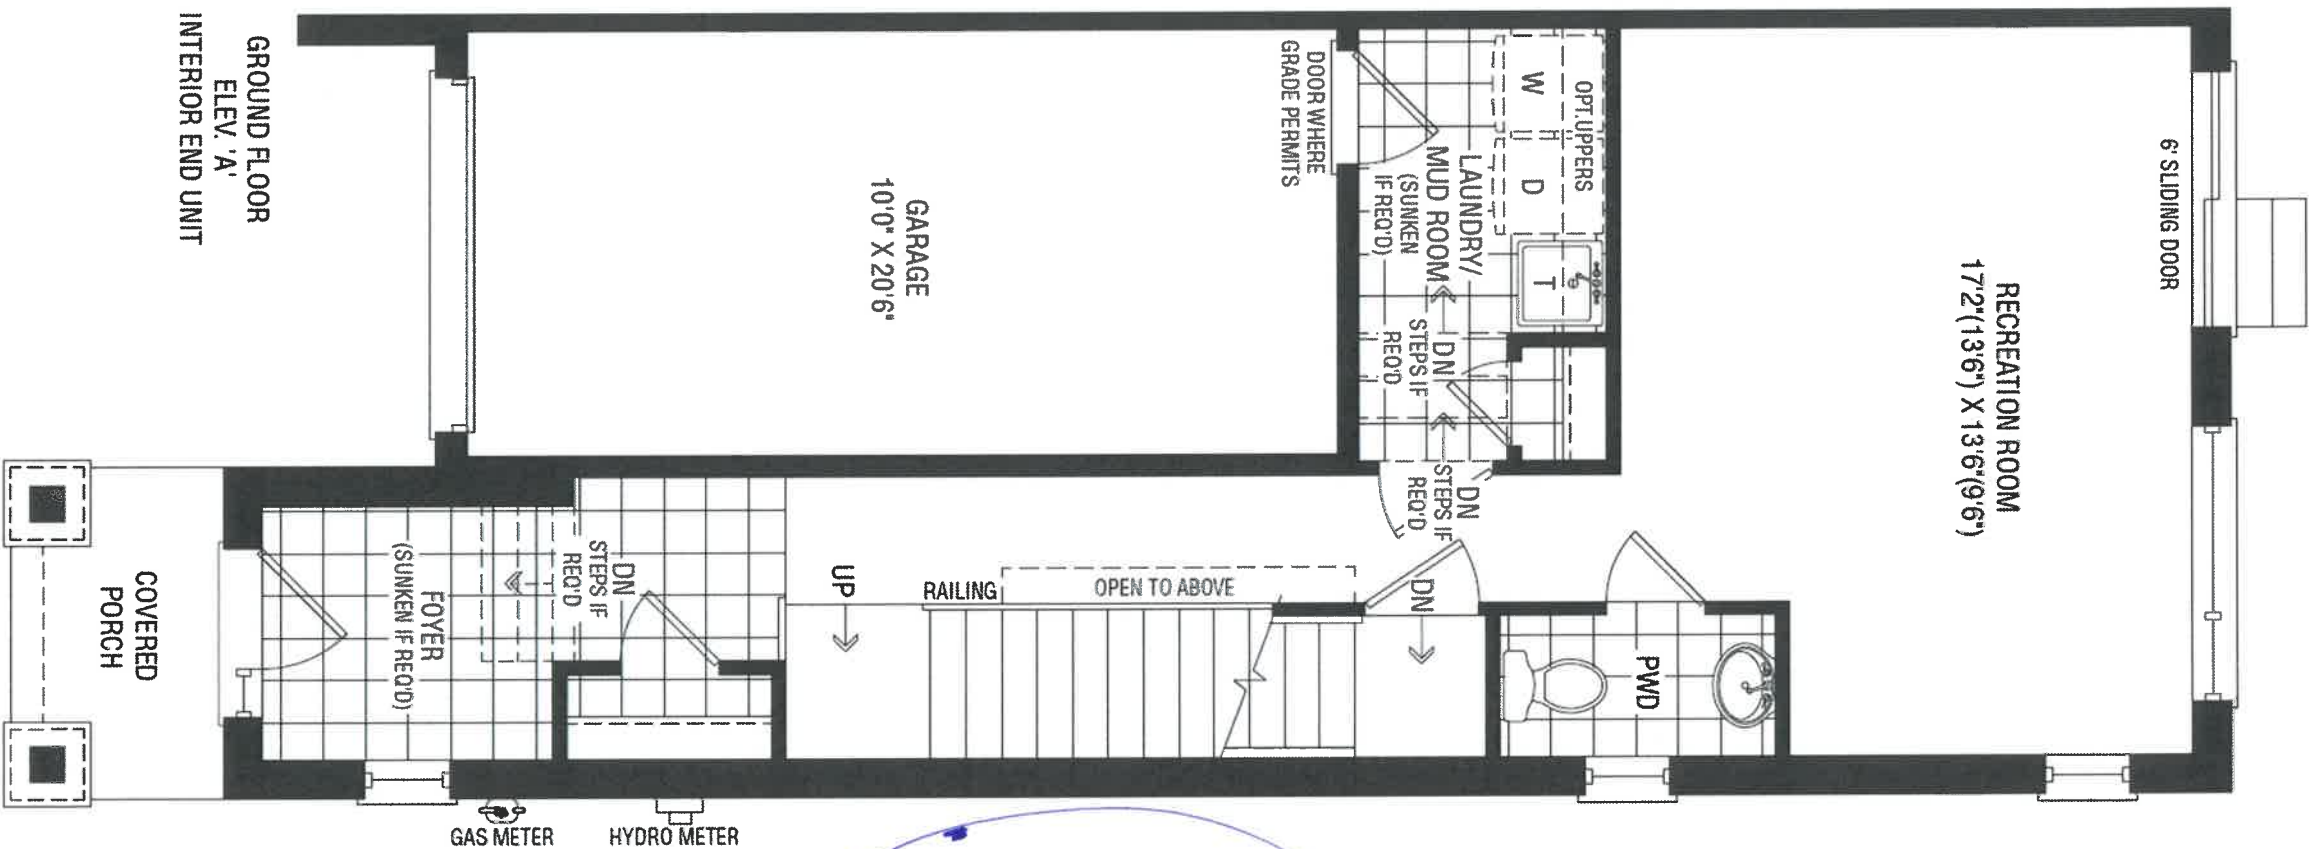 6' SLIDING DOOR
RECREATION ROOM
17'2"(13'6") X 13'6"(9'6")
OPT.UPPERS
W
D
T
LAUNDRY/
MUD ROOM
(SUNKEN
IF REQ'D)
DN
STEPS IF
REQ'D
DN
STEPS IF
REQ'D
DOOR WHERE
GRADE PERMITS
PWD
DN
OPEN TO ABOVE
RAILING
UP
GARAGE
10'0" X 20'6"
DN
STEPS IF
REQ'D
FOYER
(SUNKEN IF REQ'D)
COVERED
PORCH
GAS METER
HYDRO METER
GROUND FLOOR
ELEV. 'A'
INTERIOR END UNIT